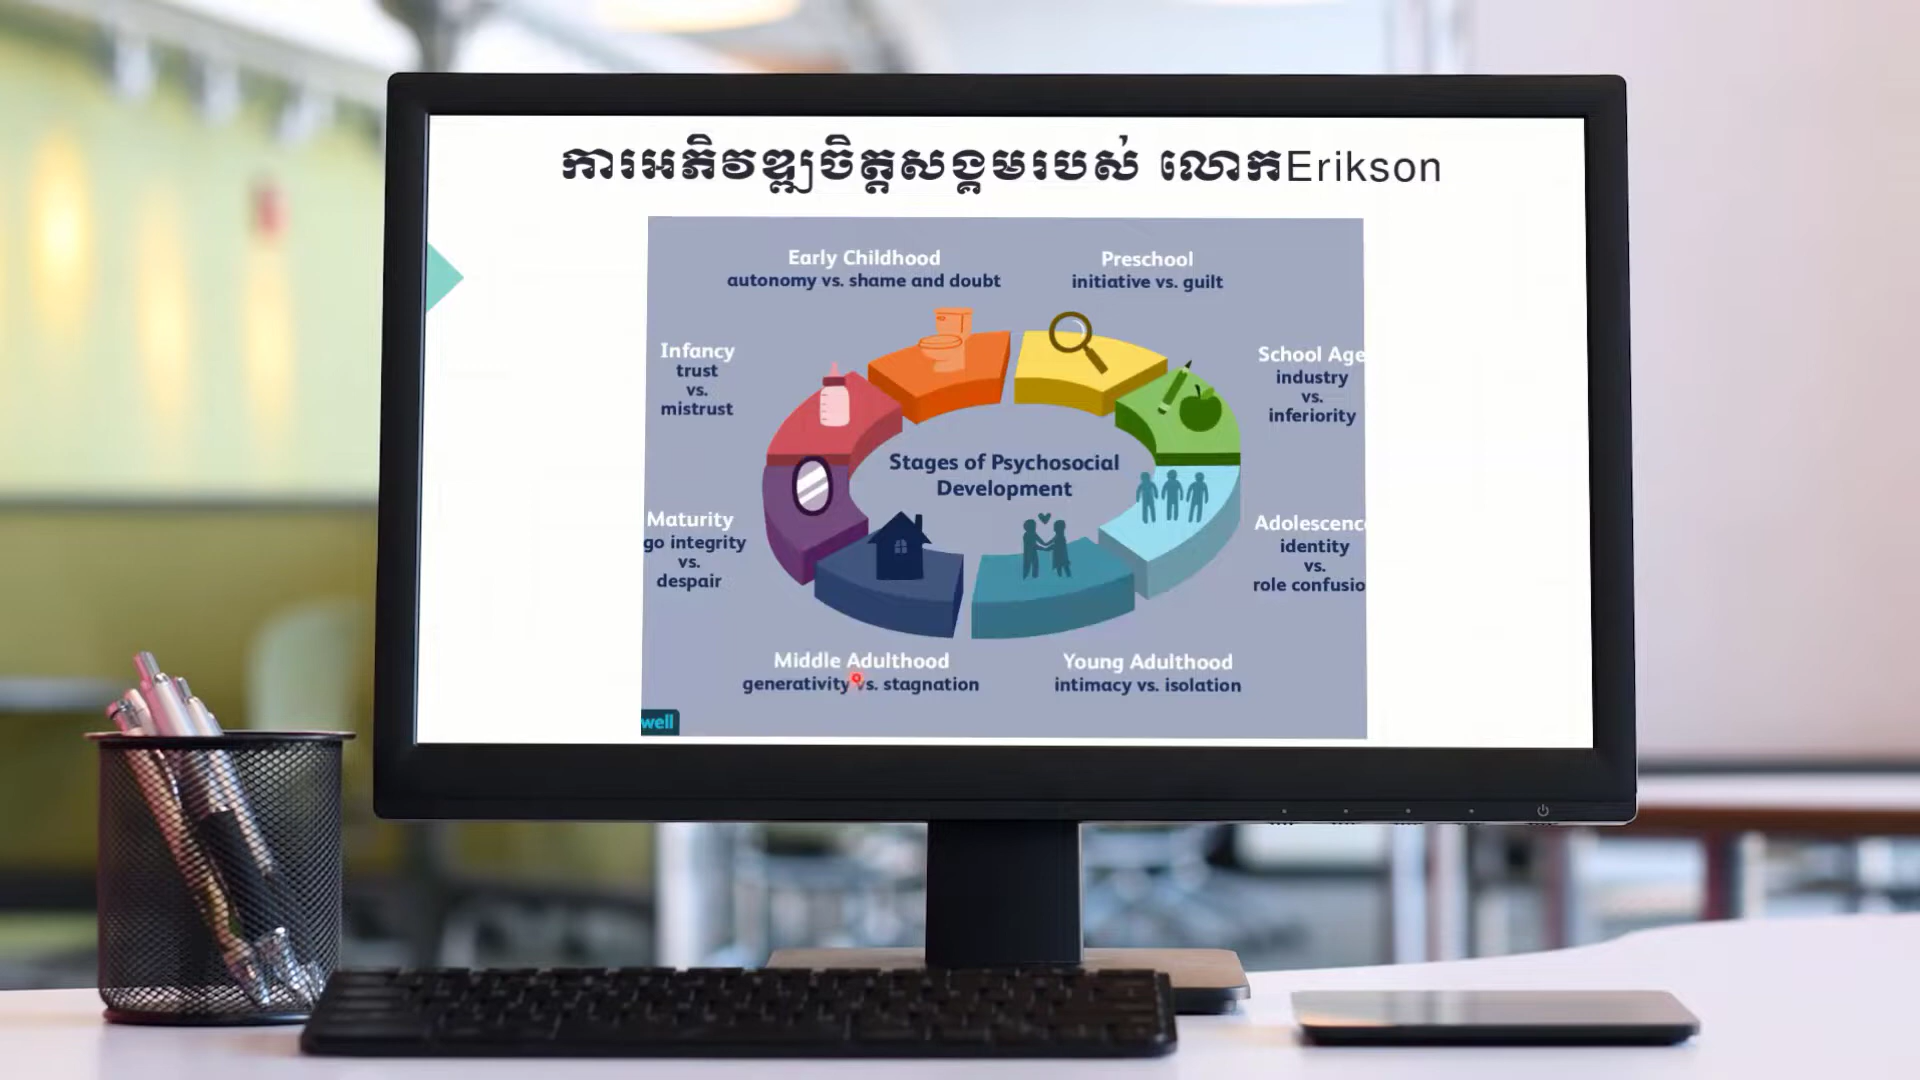 ការអភិវឌ្ឍចិត្តសង្គមរបស់ លោកErikson
Early Childhood
autonomy vs. shame and doubt
Preschool
initiative vs. guilt
Infancy
trust
vs.
mistrust
School Age
industry
vs.
inferiority
Stages of Psychosocial
Development
Maturity
go integrity
vs.
despair
Adolescenc
identity
vs.
role confusio
Middle Adulthood
generativity vs. stagnation
Young Adulthood
intimacy vs. isolation
well